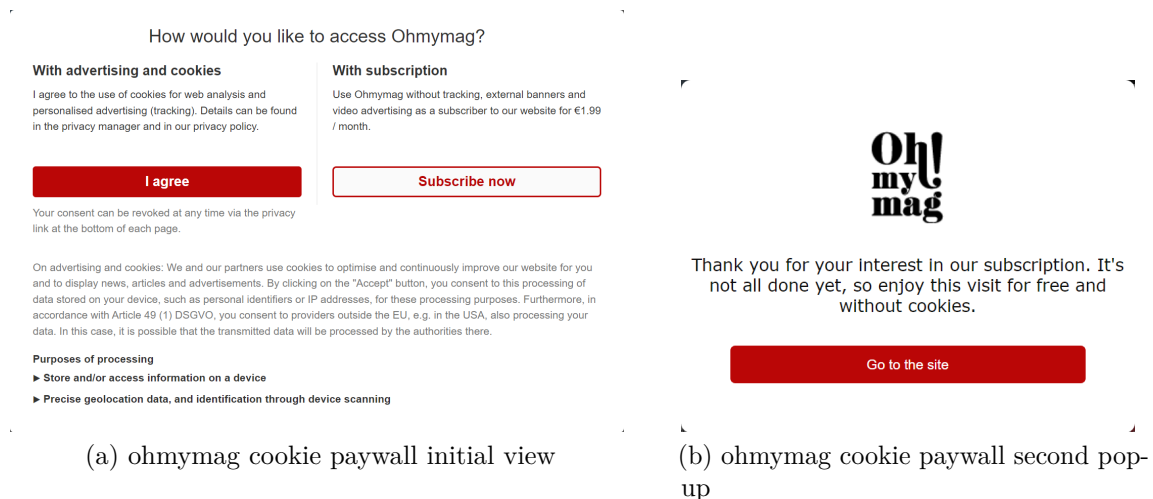 How would you like to access Ohmymag?
With advertising and cookies
I agree to the use of cookies for web analysis and
personalised advertising (tracking). Details can be found
in the privacy manager and in our privacy policy.
I agree
Your consent can be revoked at any time via the privacy
link at the bottom of each page.
With subscription
Use Ohmymag without tracking, external banners and
video advertising as a subscriber to our website for €1.99
/ month.
Subscribe now
On advertising and cookies: We and our partners use cookies to optimise and continuously improve our website for you
and to display news, articles and advertisements. By clicking on the "Accept" button, you consent to this processing of
data stored on your device, such as personal identifiers or IP addresses, for these processing purposes. Furthermore, in
accordance with Article 49 (1) DSGVO, you consent to providers outside the EU, e.g. in the USA, also processing your
data. In this case, it is possible that the transmitted data will be processed by the authorities there.
Purposes of processing
▶ Store and/or access information on a device
▶ Precise geolocation data, and identification through device scanning
(a) ohmymag cookie paywall initial view
Oh!
my
mag
Thank you for your interest in our subscription. It's
not all done yet, so enjoy this visit for free and
without cookies.
Go to the site
(b) ohmymag cookie paywall second pop-
up